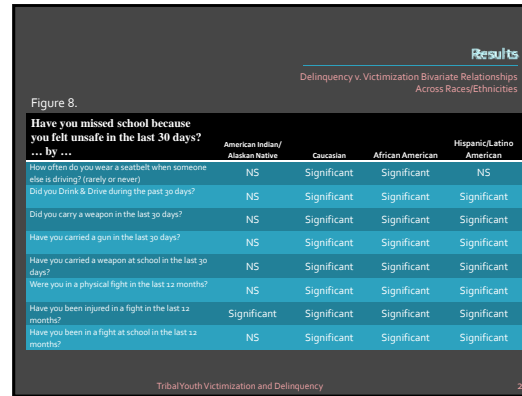 Results
Delinquency v. Victimization Bivariate Relationships
Across Races/Ethnicities
Figure 8.
Have you missed school because
you felt unsafe in the last 30 days?
... by ...
American Indian/
Alaskan Native
Caucasian
African American
Hispanic/Latino
American
How often do you wear a seatbelt when someone
else is driving? (rarely or never)
NS Significant Significant NS
Did you Drink & Drive during the past 30 days?
NS Significant Significant Significant
Did you carry a weapon in the last 30 days?
NS Significant Significant Significant
Have you carried a gun in the last 30 days?
NS Significant Significant Significant
Have you carried a weapon at school in the last 30
days?
NS Significant Significant Significant
Were you in a physical fight in the last 12 months?
NS Significant Significant Significant
Have you been injured in a fight in the last 12
months?
Significant Significant Significant Significant
Have you been in a fight at school in the last 12
months?
NS Significant Significant Significant
Tribal Youth Victimization and Delinquency
2